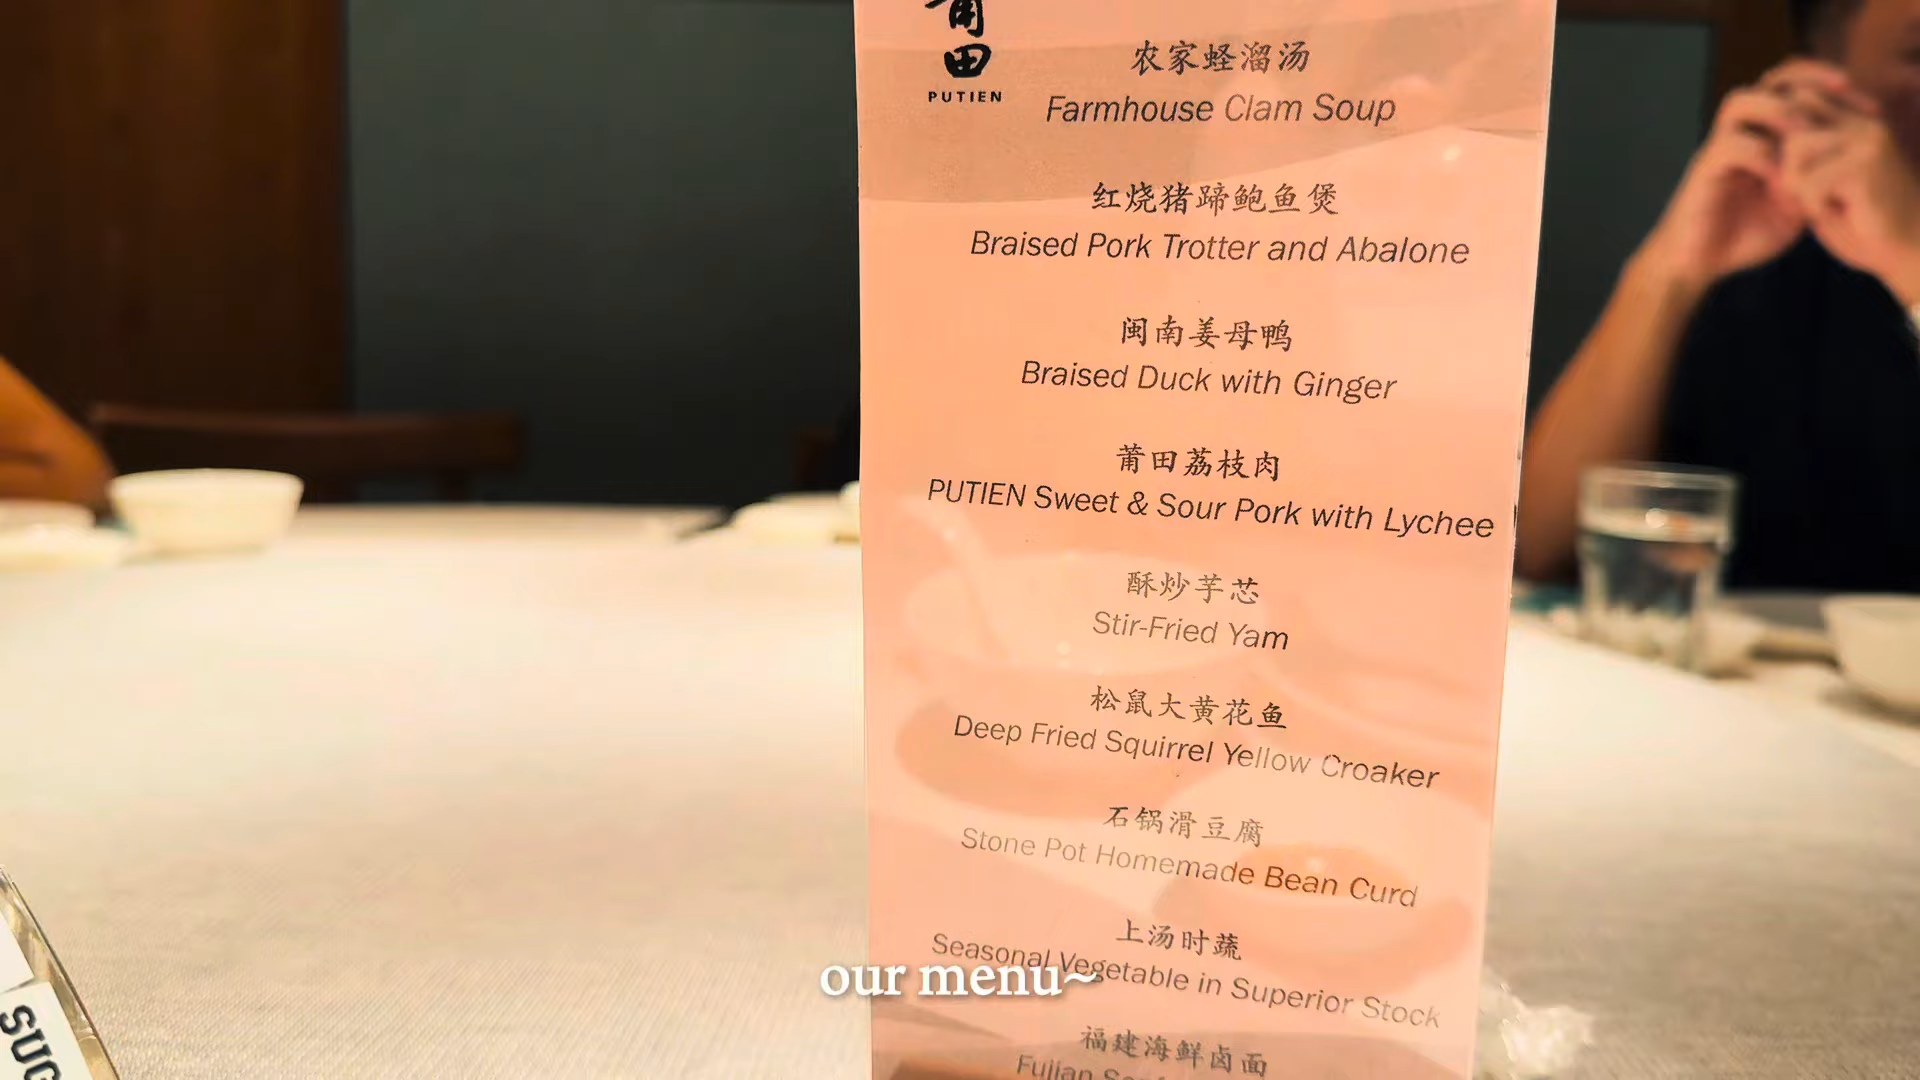 莆田
PUTIEN
农家蛏溜汤
Farmhouse Clam Soup
红烧猪蹄鲍鱼煲
Braised Pork Trotter and Abalone
闽南姜母鸭
Braised Duck with Ginger
莆田荔枝肉
PUTIEN Sweet & Sour Pork with Lychee
酥炒芋芯
Stir-Fried Yam
松鼠大黄花鱼
Deep Fried Squirrel Yellow Croaker
石锅滑豆腐
Stone Pot Homemade Bean Curd
上汤时蔬
Seasonal Vegetable in Superior Stock
our menu~
福建海鲜卤面
Fujian
SUG